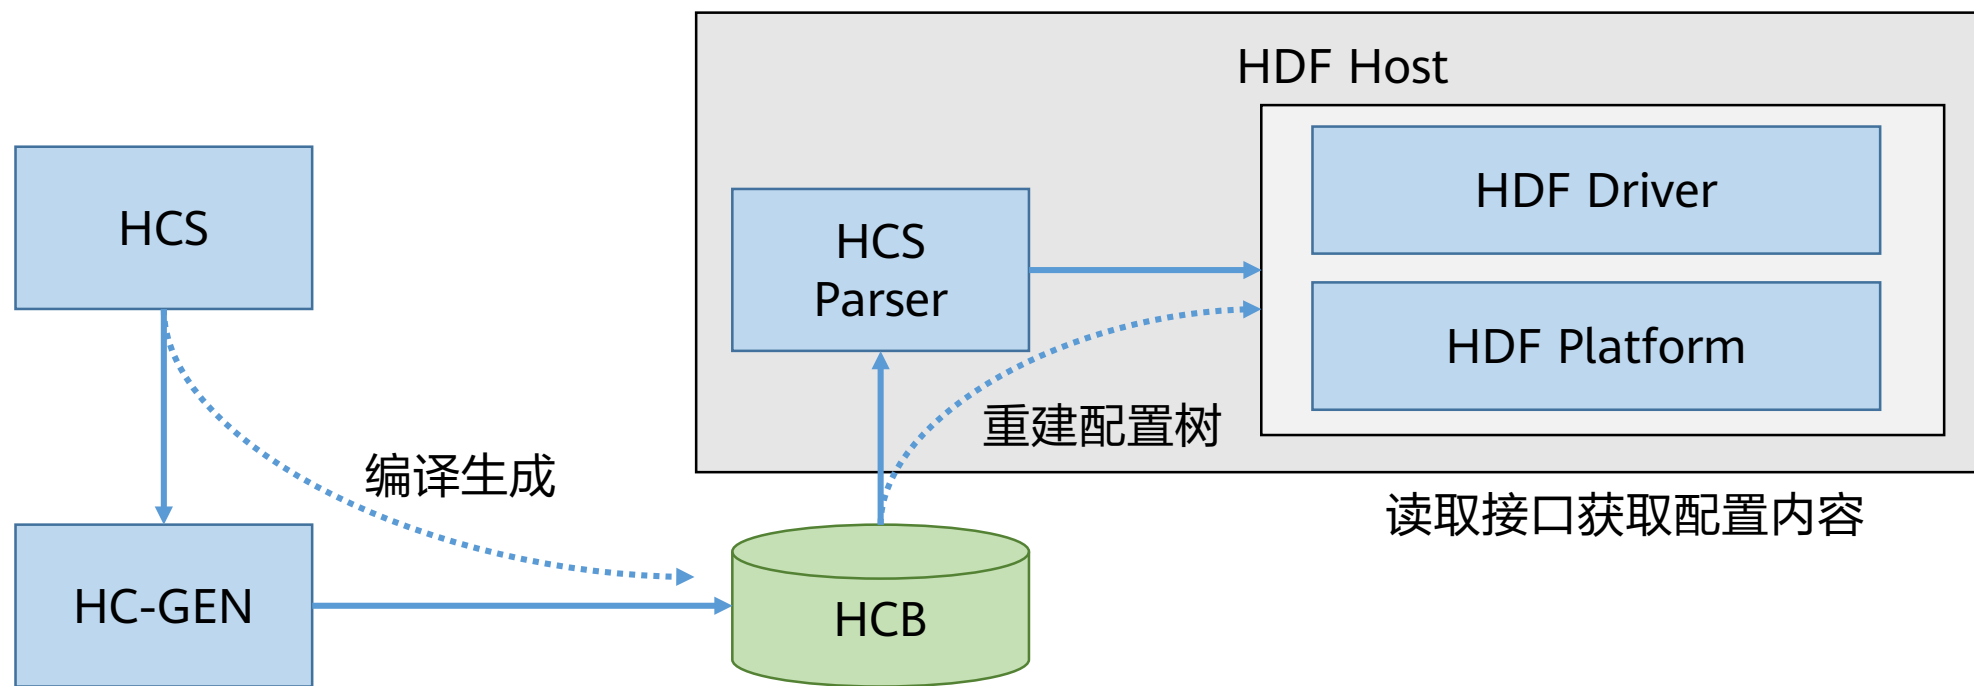 HDF Host
HCS
HCS
Parser
HDF Driver
HDF Platform
重建配置树
编译生成
读取接口获取配置内容
HC-GEN
HCB